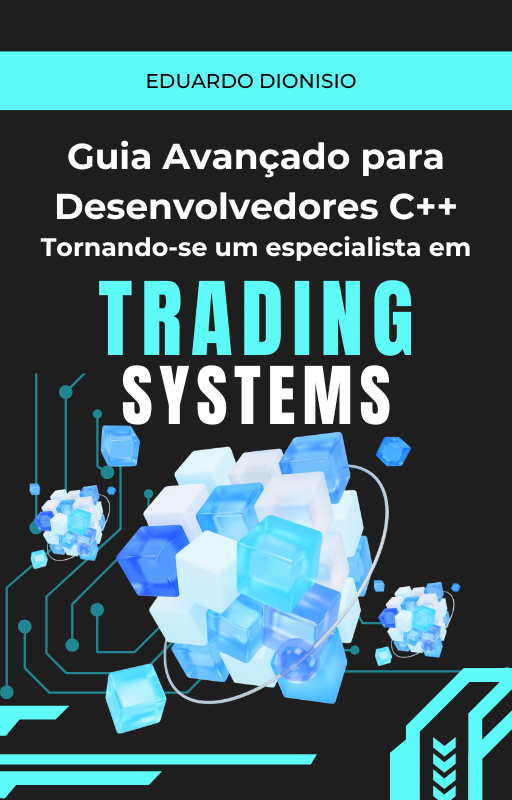 EDUARDO DIONISIO
Guia Avançado para
Desenvolvedores C++
Tornando-se um especialista em
TRADING
SYSTEMS